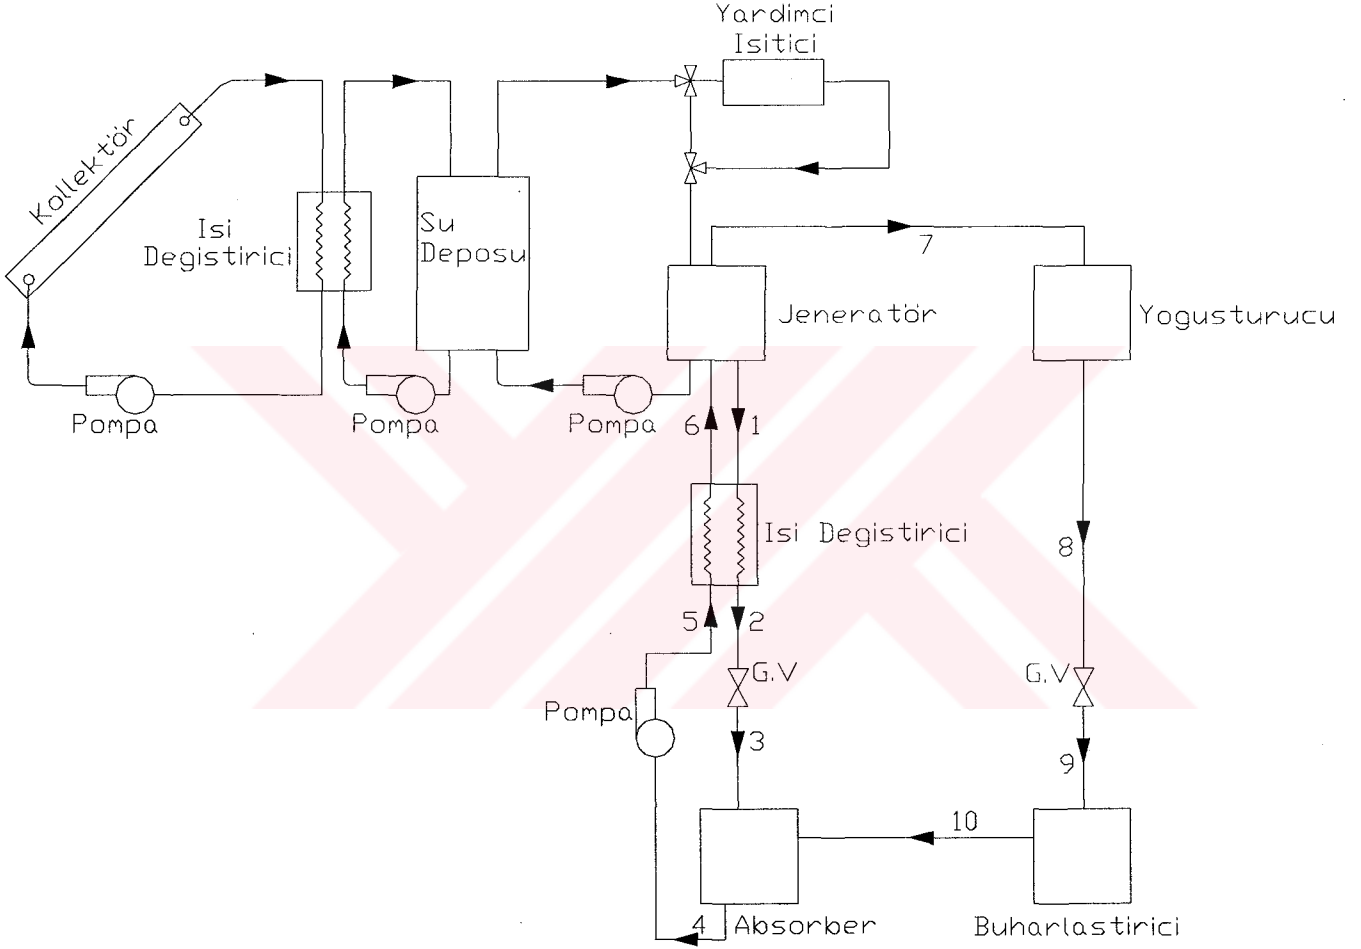 Yardimci
Isitici
Kollektör
Isi
Degistirici
Su
Deposu
7
Jeneratör
Yogusturucu
Pompa
Pompa
Pompa
6
1
Isi Degistirici
8
5
2
G.V
G.V
Pompa
3
9
10
4
Absorber
Buharlastirici